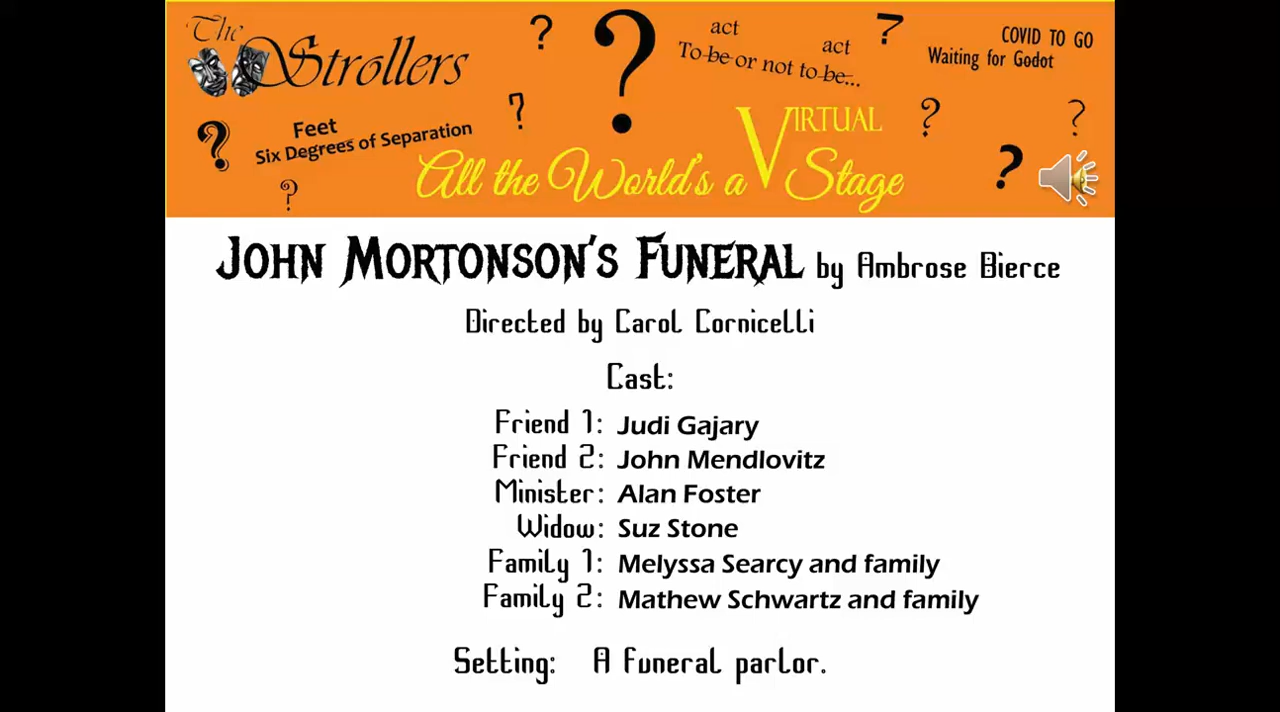 The Strollers
?
?
act
To be or not to be...
act
?
COVID TO GO
Waiting for Godot
?
Feet
Six Degrees of Separation
?
?
?
?
?
All the World's a Virtual Stage
John Mortonson's Funeral by Ambrose Bierce
Directed by Carol Cornicelli
Cast:
Friend 1: Judi Gajary
Friend 2: John Mendlovitz
Minister: Alan Foster
Widow: Suz Stone
Family 1: Melyssa Searcy and family
Family 2: Mathew Schwartz and family
Setting: A Funeral parlor.